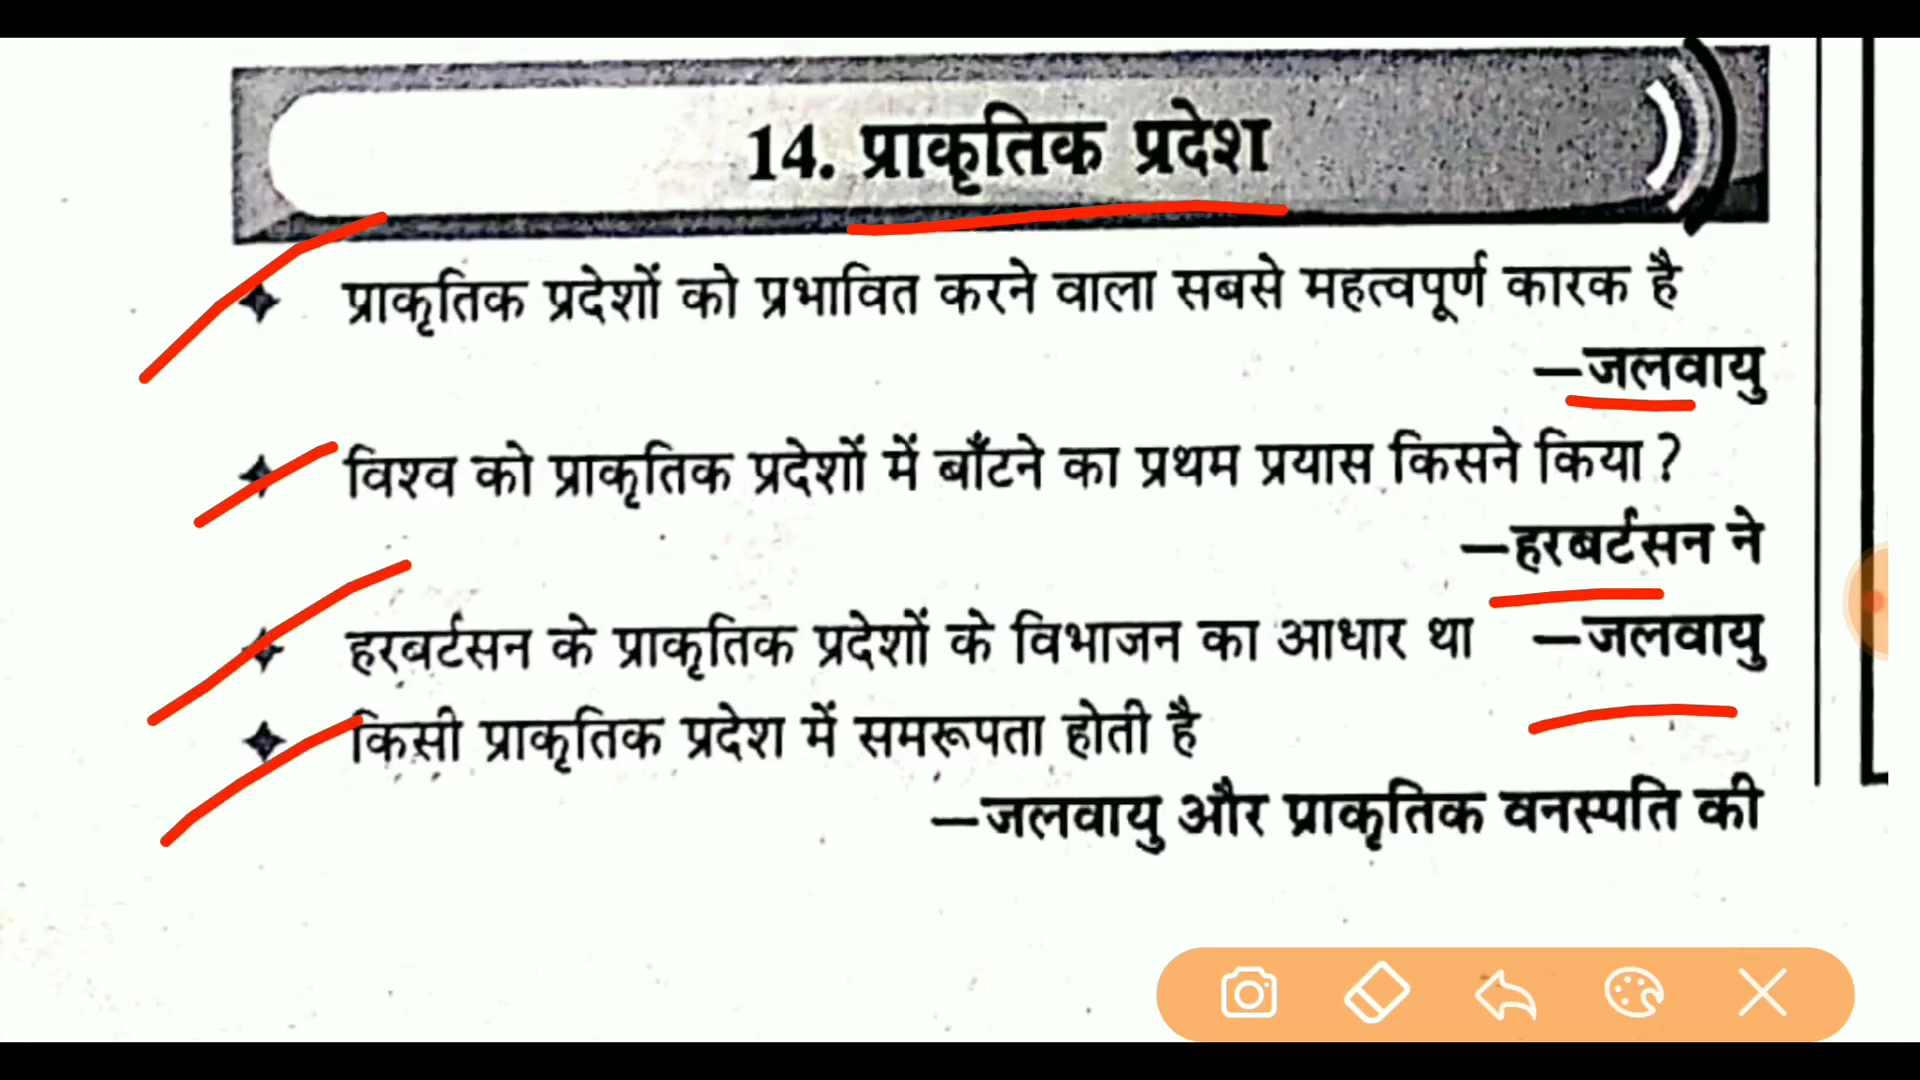 14. प्राकृतिक प्रदेश
प्राकृतिक प्रदेशों को प्रभावित करने वाला सबसे महत्वपूर्ण कारक है
—जलवायु
विश्व को प्राकृतिक प्रदेशों में बाँटने का प्रथम प्रयास किसने किया?
—हरबर्टसन ने
हरबर्टसन के प्राकृतिक प्रदेशों के विभाजन का आधार था —जलवायु
किसी प्राकृतिक प्रदेश में समरूपता होती है
—जलवायु और प्राकृतिक वनस्पति की